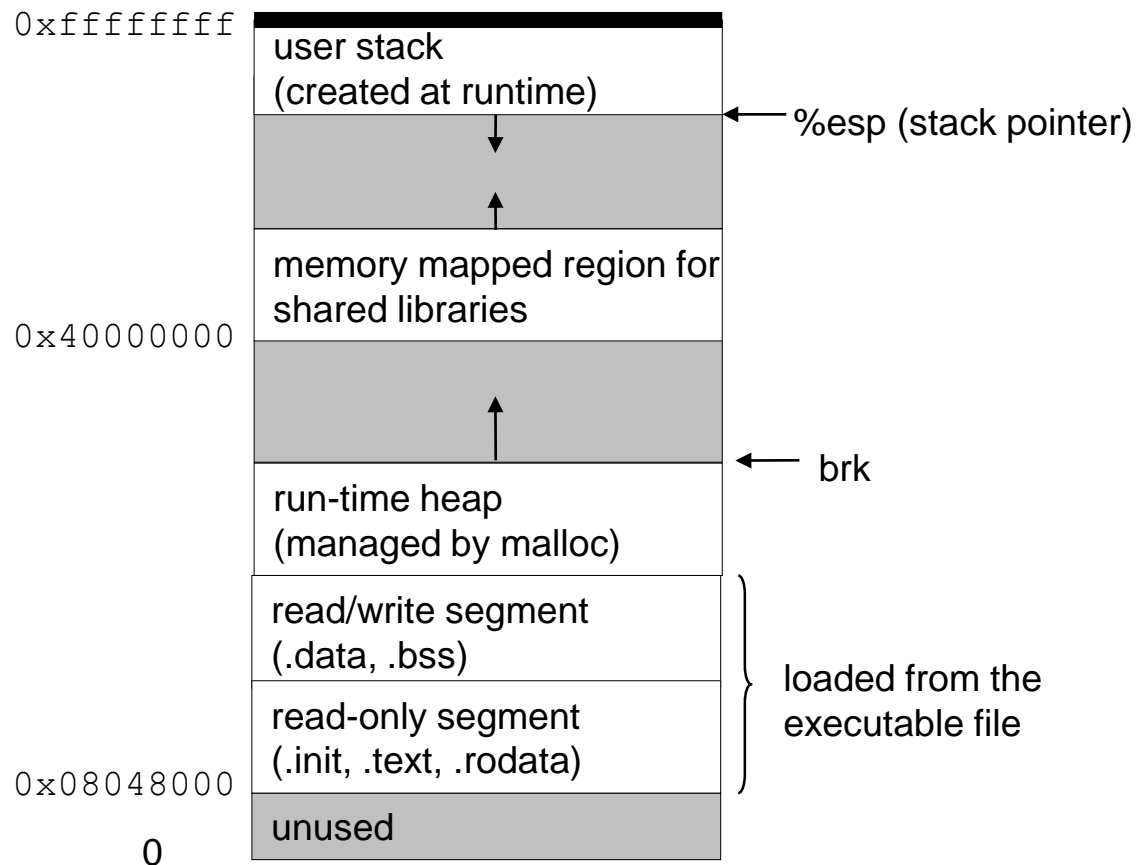 0xffffffff
user stack
(created at runtime)
%esp (stack pointer)
memory mapped region for
shared libraries
0x40000000
brk
run-time heap
(managed by malloc)
read/write segment
(.data, .bss)
loaded from the
executable file
read-only segment
(.init, .text, .rodata)
0x08048000
unused
0